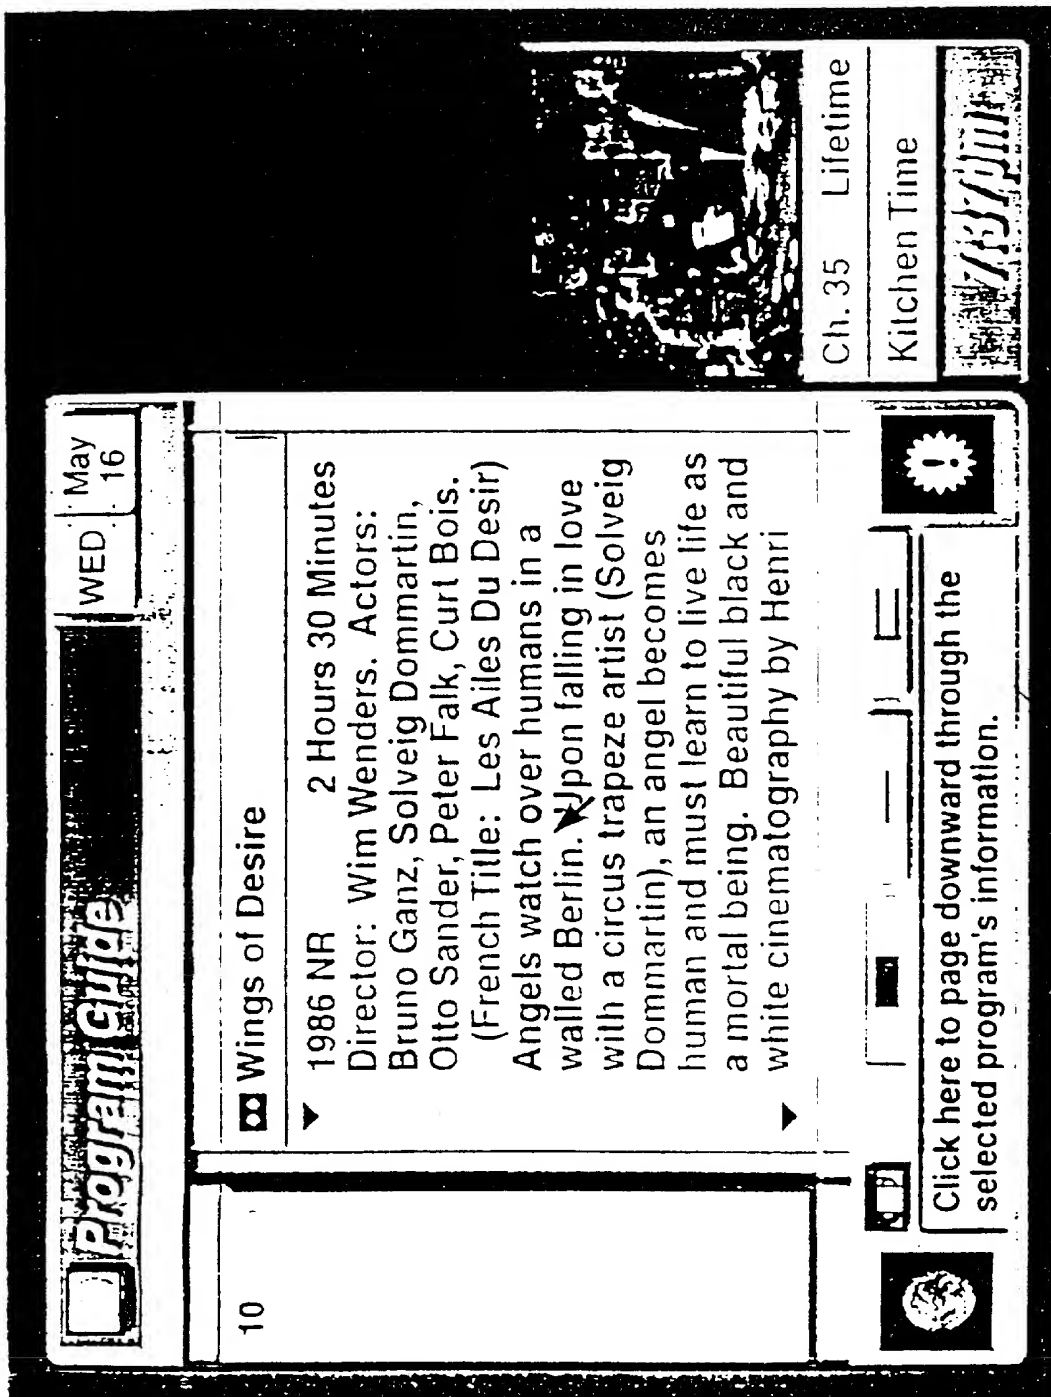 Program Guide
WED
May
16
10
Wings of Desire
1986 NR 2 Hours 30 Minutes
Director: Wim Wenders. Actors:
Bruno Ganz, Solveig Dommartin,
Otto Sander, Peter Falk, Curt Bois.
(French Title: Les Ailes Du Desir)
Angels watch over humans in a
walled Berlin. Upon falling in love
with a circus trapeze artist (Solveig
Dommartin), an angel becomes
human and must learn to live life as
a mortal being. Beautiful black and
white cinematography by Henri
!
Click here to page downward through the
selected program's information.
Ch. 35 Lifetime
Kitchen Time